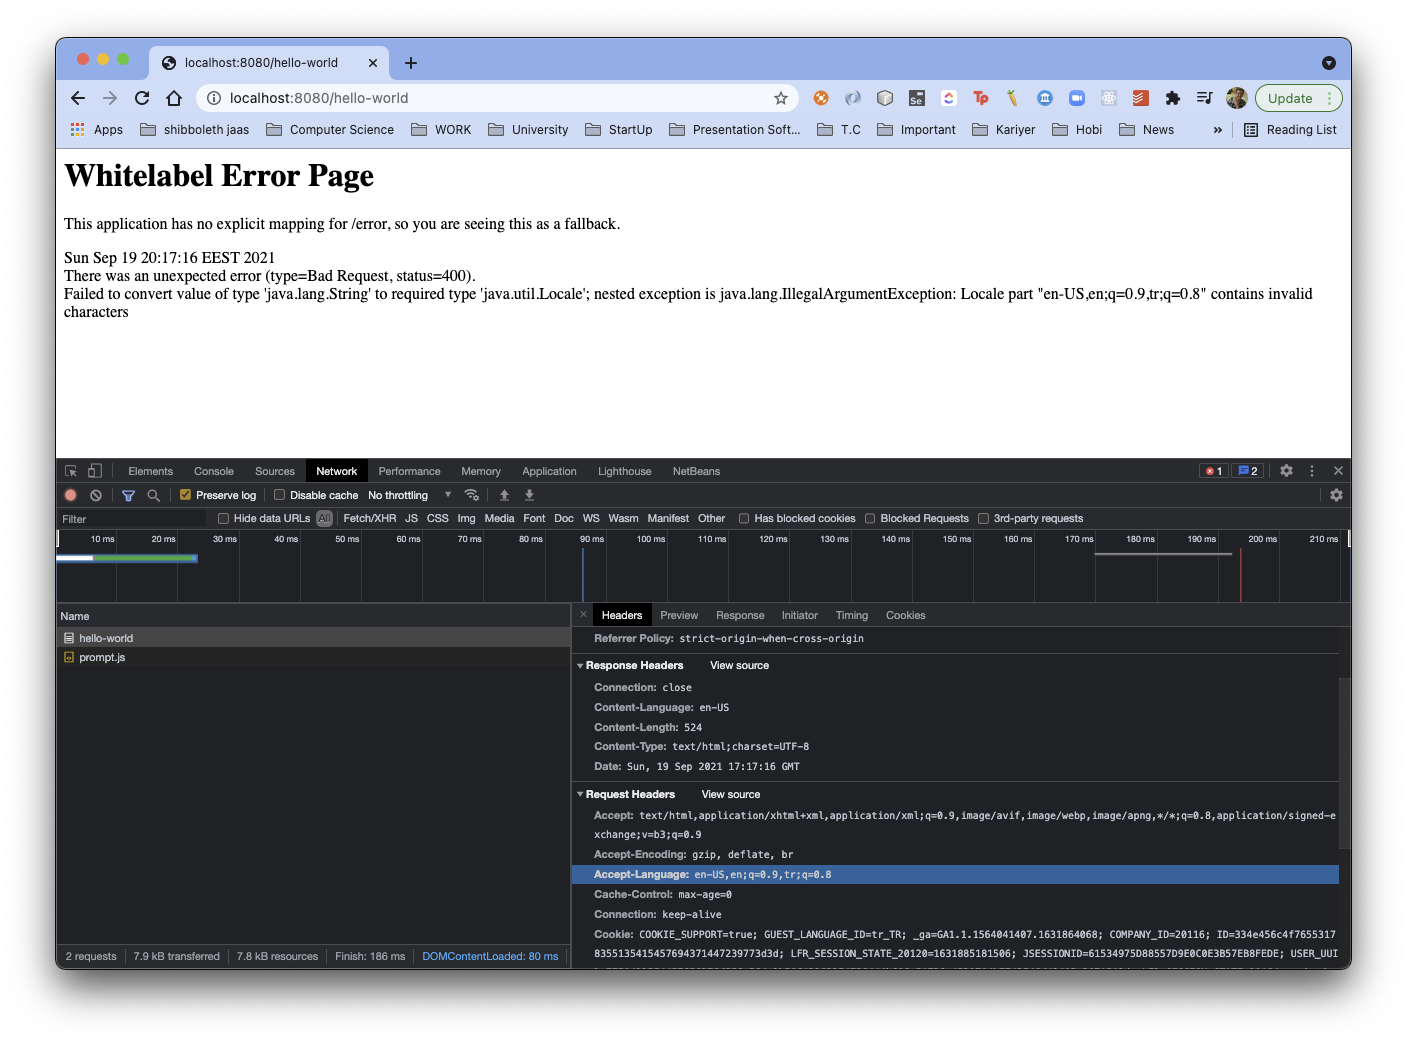 localhost:8080/hello-world
localhost:8080/hello-world
Update
Apps shibboleth jaas Computer Science WORK University StartUp Presentation Soft... T.C Important Kariyer Hobi News » Reading List
Whitelabel Error Page
This application has no explicit mapping for /error, so you are seeing this as a fallback.
Sun Sep 19 20:17:16 EEST 2021
There was an unexpected error (type=Bad Request, status=400).
Failed to convert value of type 'java.lang.String' to required type 'java.util.Locale'; nested exception is java.lang.IllegalArgumentException: Locale part "en-US,en;q=0.9,tr;q=0.8" contains invalid
characters
Elements Console Sources Network Performance Memory Application Lighthouse NetBeans 1 2
Preserve log Disable cache No throttling
Filter Hide data URLs All Fetch/XHR JS CSS Img Media Font Doc WS Wasm Manifest Other Has blocked cookies Blocked Requests 3rd-party requests
10 ms 20 ms 30 ms 40 ms 50 ms 60 ms 70 ms 80 ms 90 ms 100 ms 110 ms 120 ms 130 ms 140 ms 150 ms 160 ms 170 ms 180 ms 190 ms 200 ms 210 ms
Name
hello-world
prompt.js
Headers Preview Response Initiator Timing Cookies
Referrer Policy: strict-origin-when-cross-origin
Response Headers View source
Connection: close
Content-Language: en-US
Content-Length: 524
Content-Type: text/html;charset=UTF-8
Date: Sun, 19 Sep 2021 17:17:16 GMT
Request Headers View source
Accept: text/html,application/xhtml+xml,application/xml;q=0.9,image/avif,image/webp,image/apng,*/*;q=0.8,application/signed-e
xchange;v=b3;q=0.9
Accept-Encoding: gzip, deflate, br
Accept-Language: en-US,en;q=0.9,tr;q=0.8
Cache-Control: max-age=0
Connection: keep-alive
Cookie: COOKIE_SUPPORT=true; GUEST_LANGUAGE_ID=tr_TR; _ga=GA1.1.1564041407.1631864068; COMPANY_ID=20116; ID=334e456c4f7655317
8355135415457694371447239773d3d; LFR_SESSION_STATE_20120=1631885181506; JSESSIONID=61534975D88557D9E0C0E3B57EB8FEDE; USER_UUI
2 requests 7.9 kB transferred 7.8 kB resources Finish: 186 ms DOMContentLoaded: 80 ms